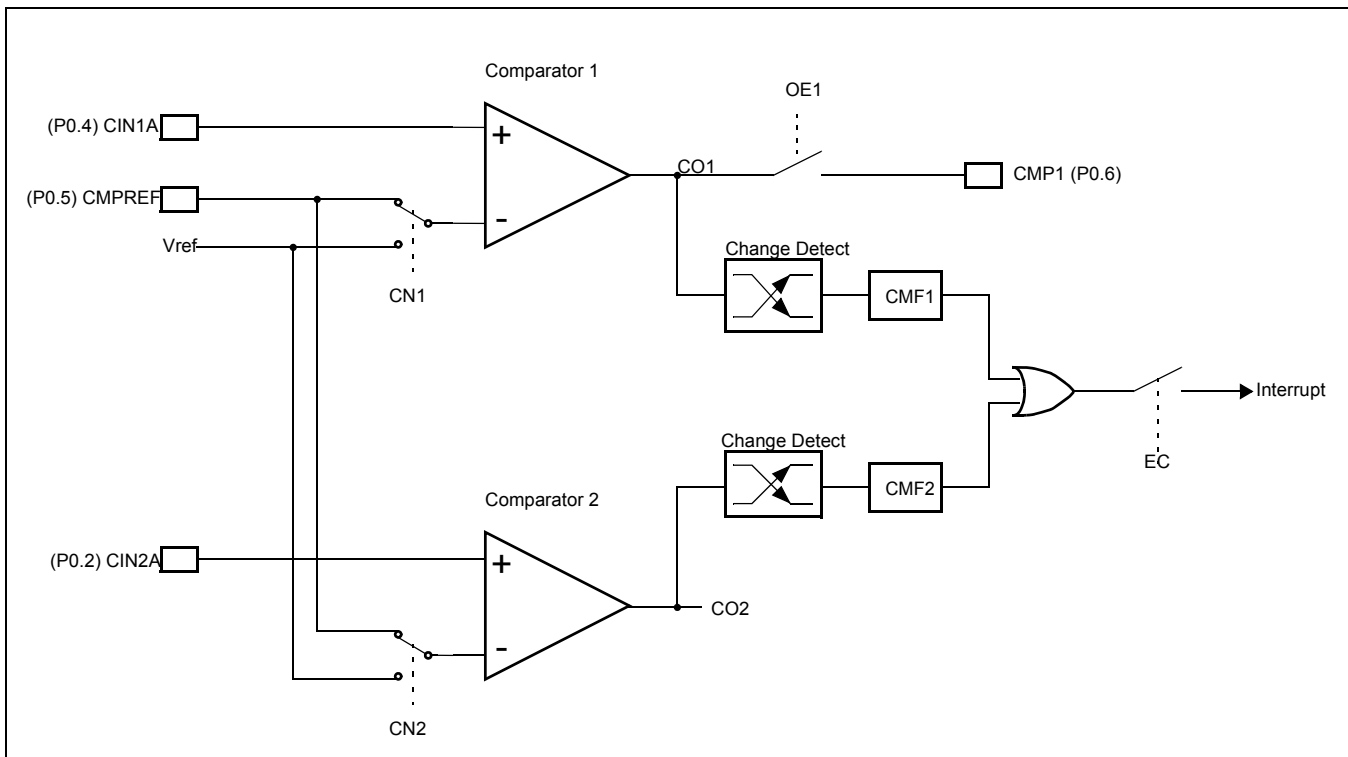 Comparator 1
OE1
(P0.4) CIN1A
+
CO1
CMP1 (P0.6)
(P0.5) CMPREF
-
Vref
Change Detect
CN1
CMF1
Interrupt
Change Detect
EC
CMF2
Comparator 2
(P0.2) CIN2A
+
CO2
-
CN2